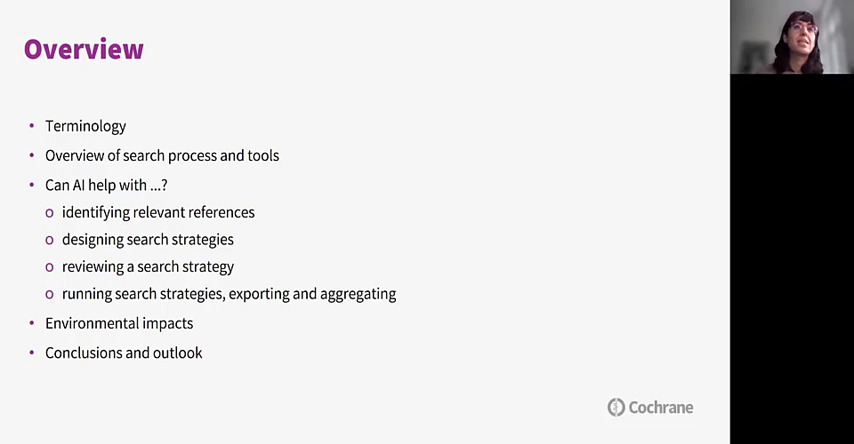 Overview
• Terminology
• Overview of search process and tools
• Can AI help with ...?
o identifying relevant references
o designing search strategies
o reviewing a search strategy
o running search strategies, exporting and aggregating
• Environmental impacts
• Conclusions and outlook
Cochrane